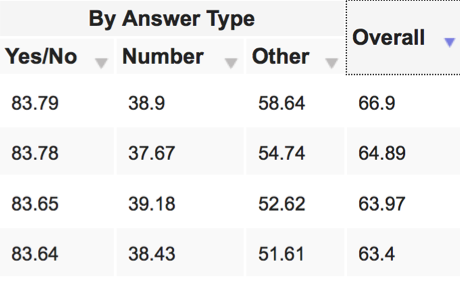 By Answer Type
Overall
Yes/No Number Other
83.79 38.9 58.64 66.9
83.78 37.67 54.74 64.89
83.65 39.18 52.62 63.97
83.64 38.43 51.61 63.4